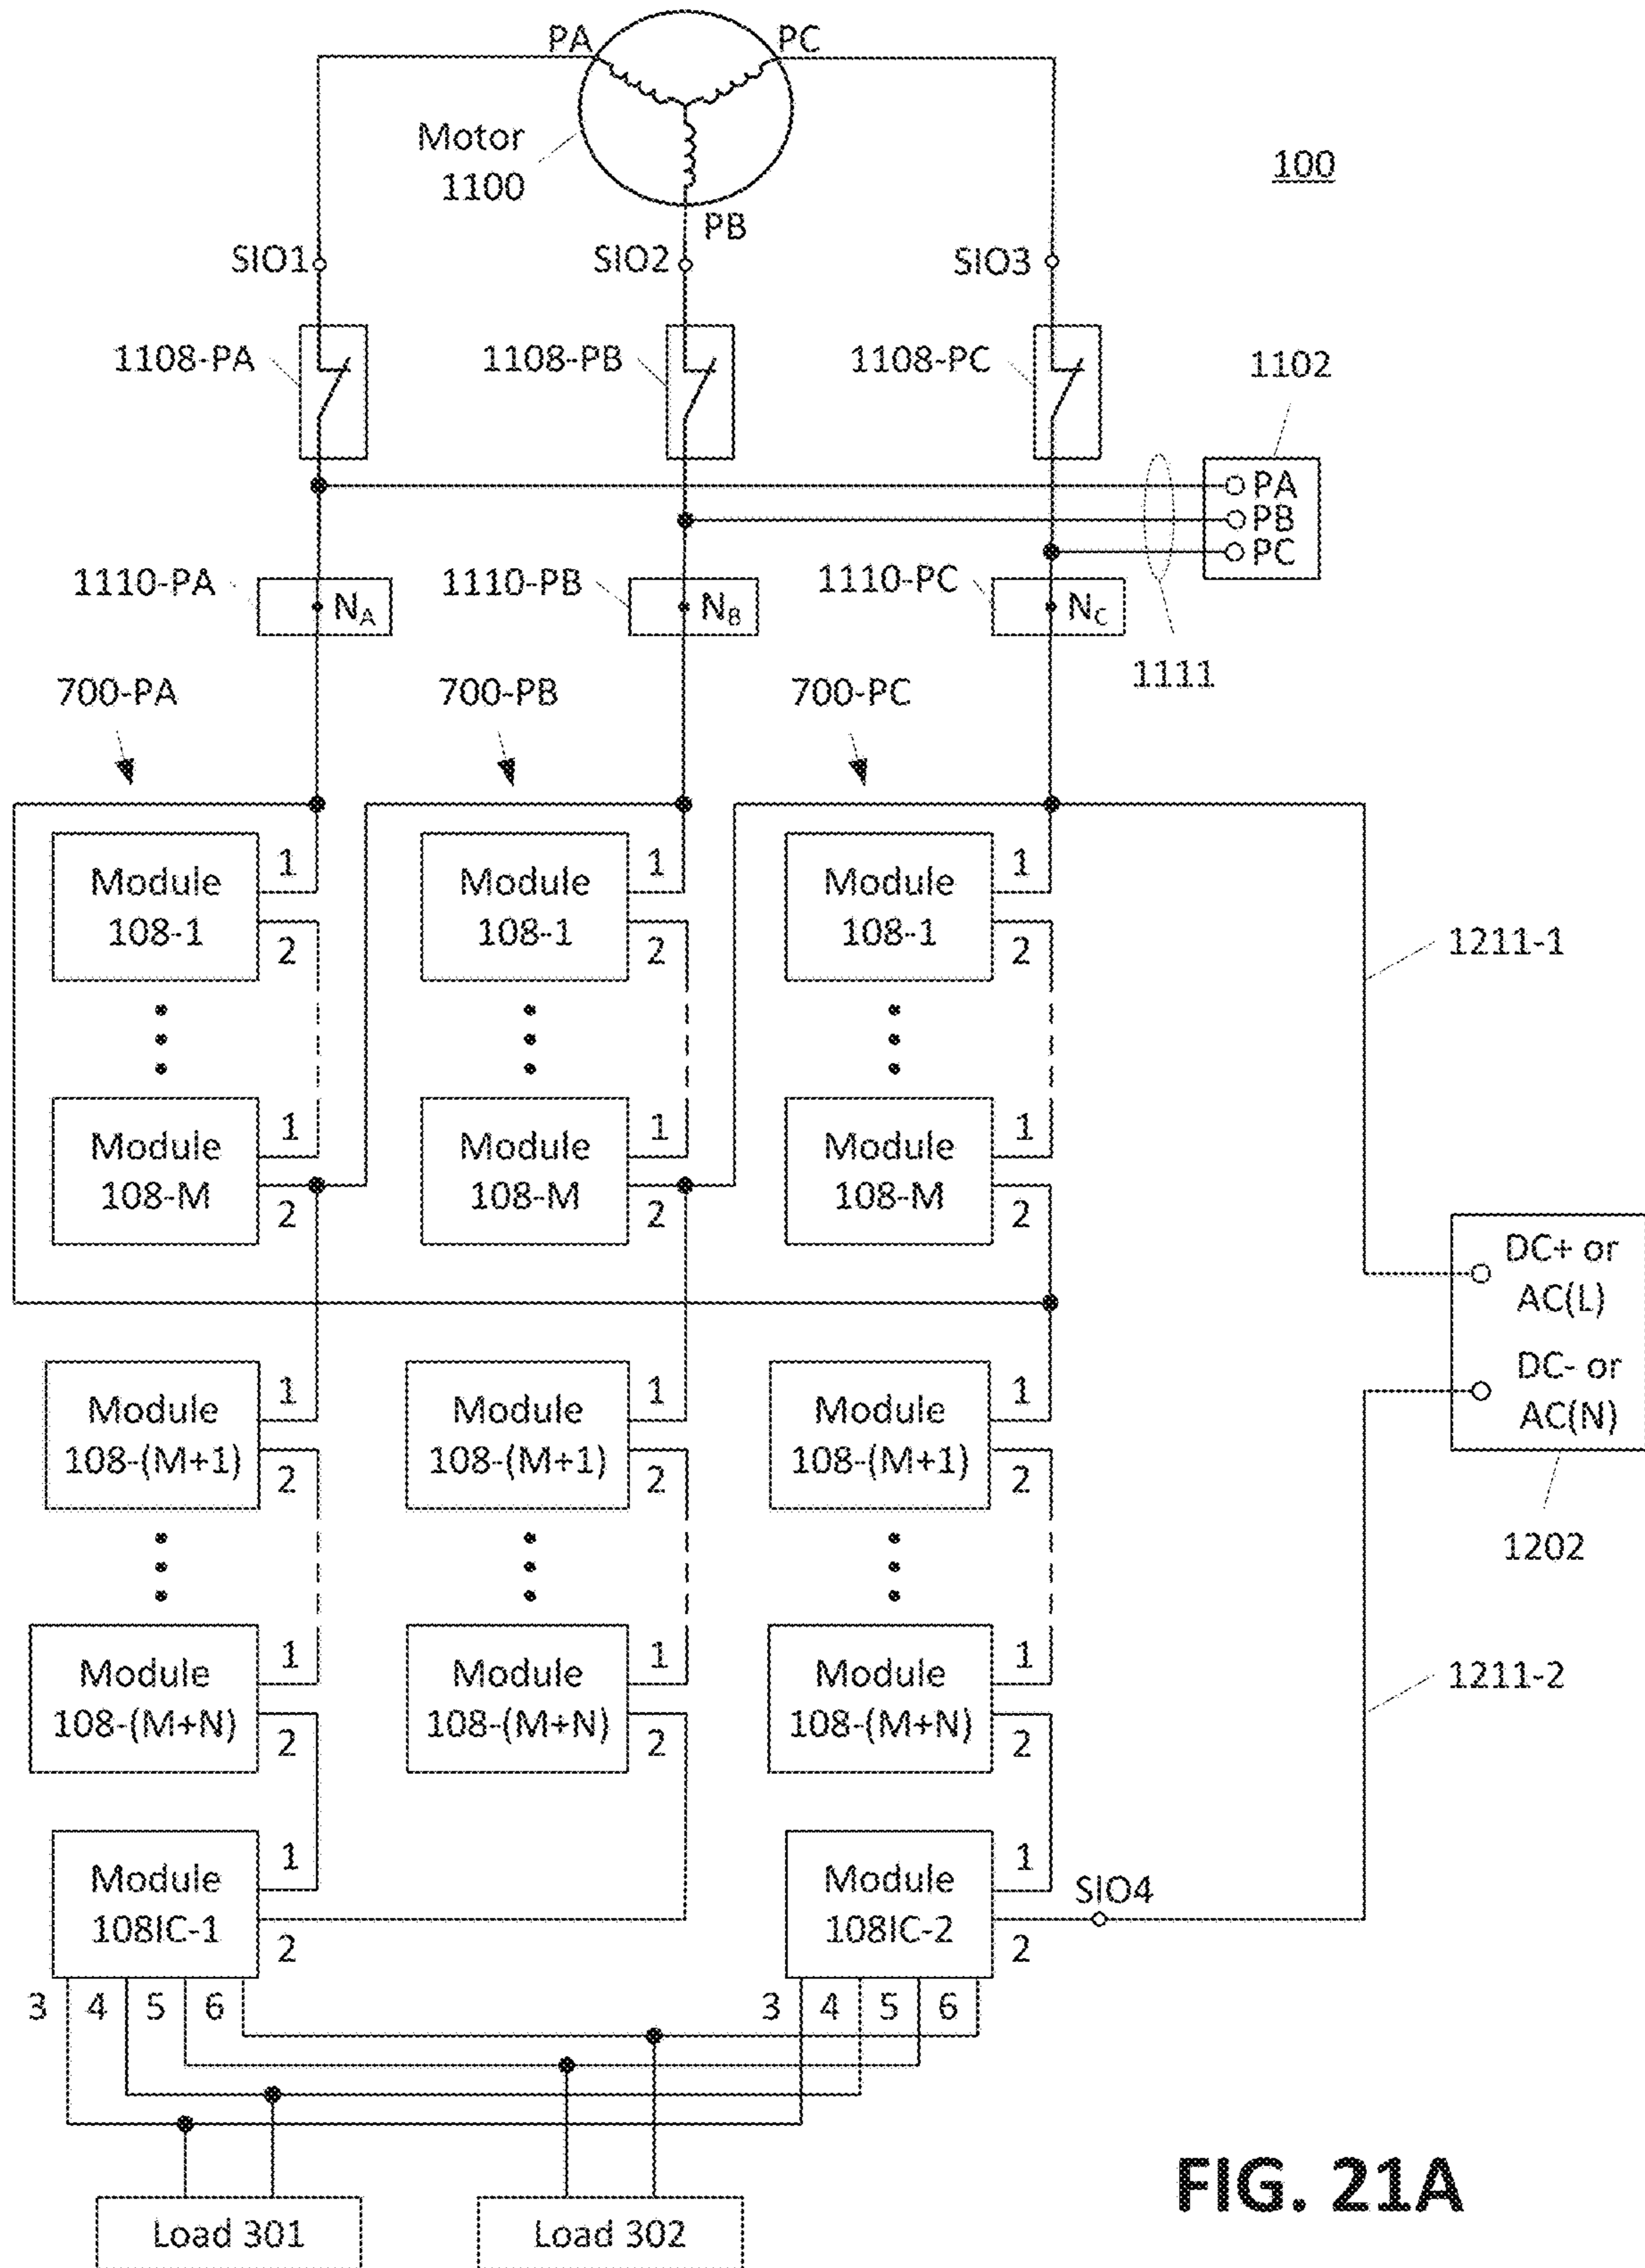 PA
PC
Motor
1100
100
PB
SIO1
SIO2
SIO3
1108-PA
1108-PB
1108-PC
1102
PA
PB
PC
1110-PA
NA
1110-PB
NB
1110-PC
NC
1111
700-PA
700-PB
700-PC
Module
108-1
1
2
Module
108-1
1
2
Module
108-1
1
2
1211-1
Module
108-M
1
2
Module
108-M
1
2
Module
108-M
1
2
DC+ or
AC(L)
DC- or
AC(N)
1202
Module
108-(M+1)
1
2
Module
108-(M+1)
1
2
Module
108-(M+1)
1
2
Module
108-(M+N)
1
2
Module
108-(M+N)
1
2
Module
108-(M+N)
1
2
1211-2
Module
108IC-1
1
2
Module
108IC-2
1
2
SIO4
3
4
5
6
3
4
5
6
Load 301
Load 302
FIG. 21A